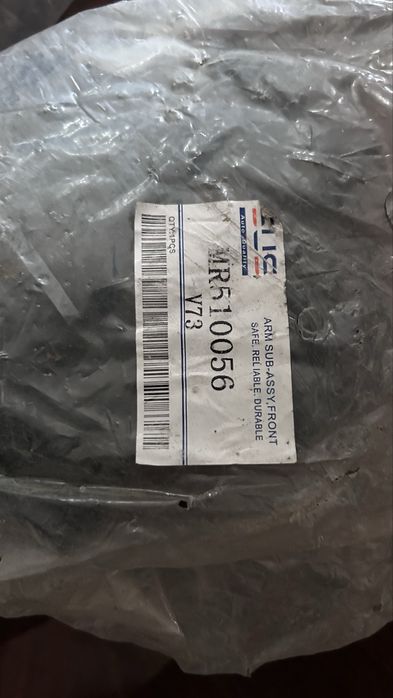 Auto Quality
ARM SUB-ASSY,FRONT
SAFE. RELIABLE. DURABLE
MR510056
V73
QTY:1PCS